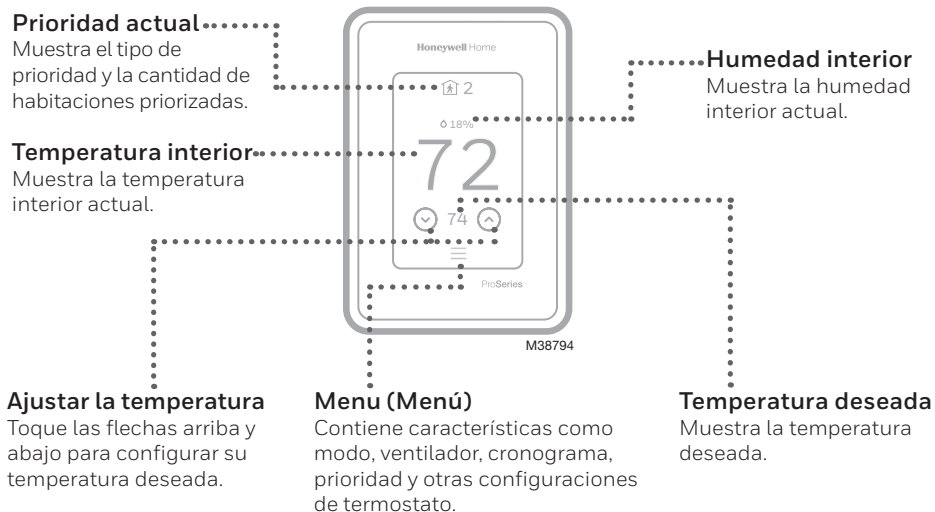 Prioridad actual
Muestra el tipo de
prioridad y la cantidad de
habitaciones priorizadas.
Temperatura interior
Muestra la temperatura
interior actual.
Honeywell Home
2
18%
72
74
ProSeries
M38794
Humedad interior
Muestra la humedad
interior actual.
Ajustar la temperatura
Toque las flechas arriba y
abajo para configurar su
temperatura deseada.
Menu (Menú)
Contiene características como
modo, ventilador, cronograma,
prioridad y otras configuraciones
de termostato.
Temperatura deseada
Muestra la temperatura
deseada.